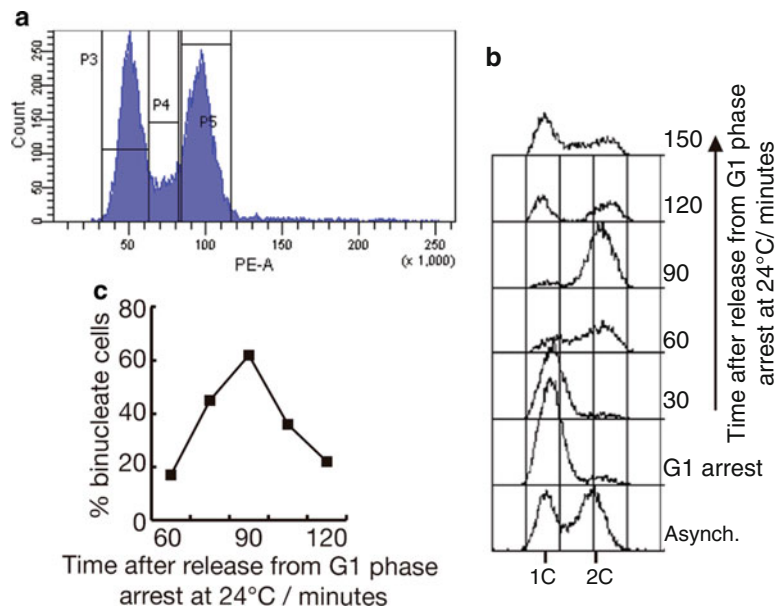 a
P3
P4
P5
Count
250
200
150
100
50
0
50
100
150
200
250
PE-A
(x 1,000)
b
150
120
90
60
30
G1 arrest
Asynch.
1C
2C
Time after release from G1 phase
arrest at 24°C/ minutes
c
% binucleate cells
80
60
40
20
0
60
90
120
Time after release from G1 phase
arrest at 24°C / minutes